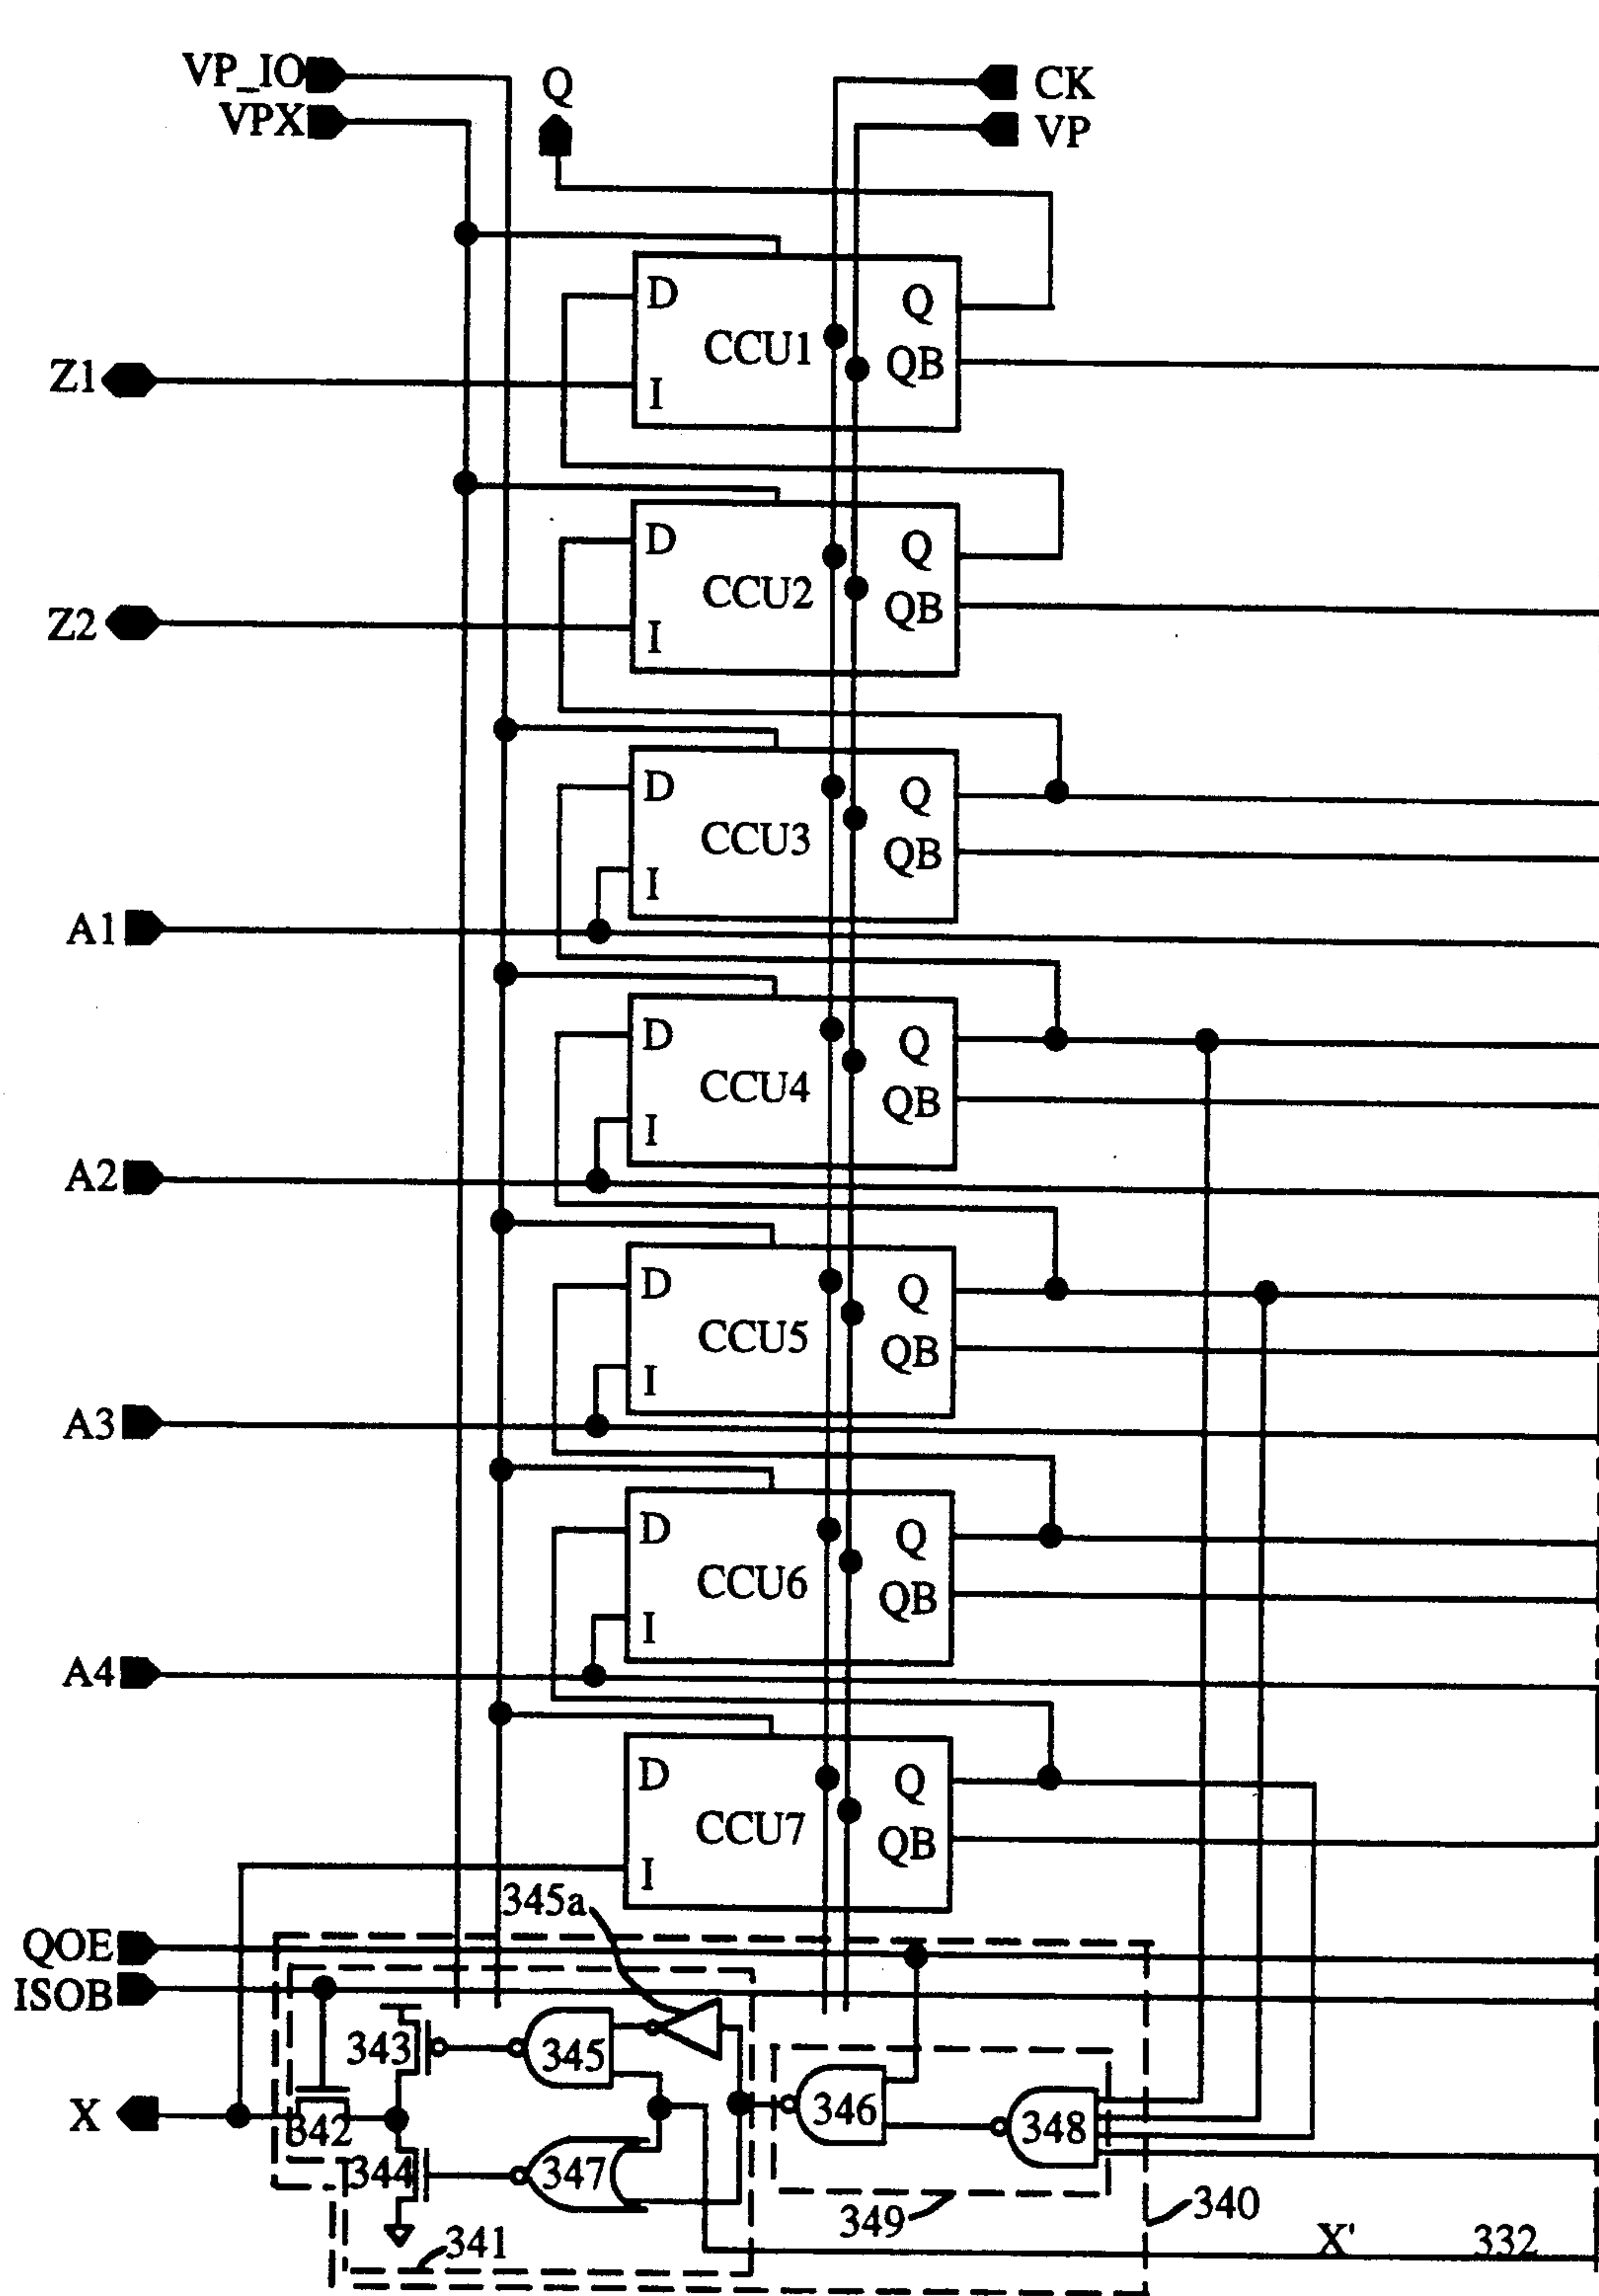 VP_IO
VPX
Q
CK
VP
D
Q
CCU1
QB
Z1
I
D
Q
CCU2
QB
Z2
I
D
Q
CCU3
QB
I
A1
D
Q
CCU4
QB
I
A2
D
Q
CCU5
QB
I
A3
D
Q
CCU6
QB
I
A4
D
Q
CCU7
QB
I
345a
QOE
ISOB
343
345
X
342
346
348
344
347
349
340
341
X'
332